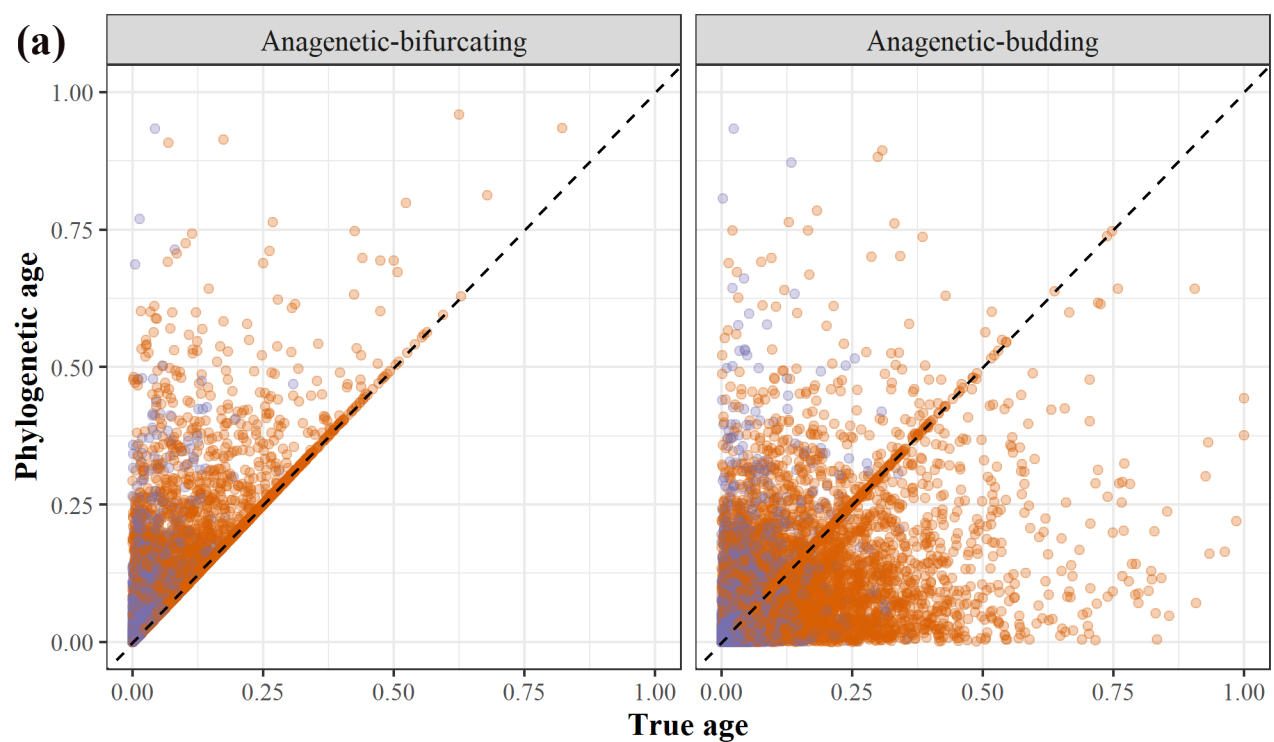 (a)
Anagenetic-bifurcating Anagenetic-budding
Phylogenetic age
1.00
0.75
0.50
0.25
0.00
0.00 0.25 0.50 0.75 1.00 0.00 0.25 0.50 0.75 1.00
True age